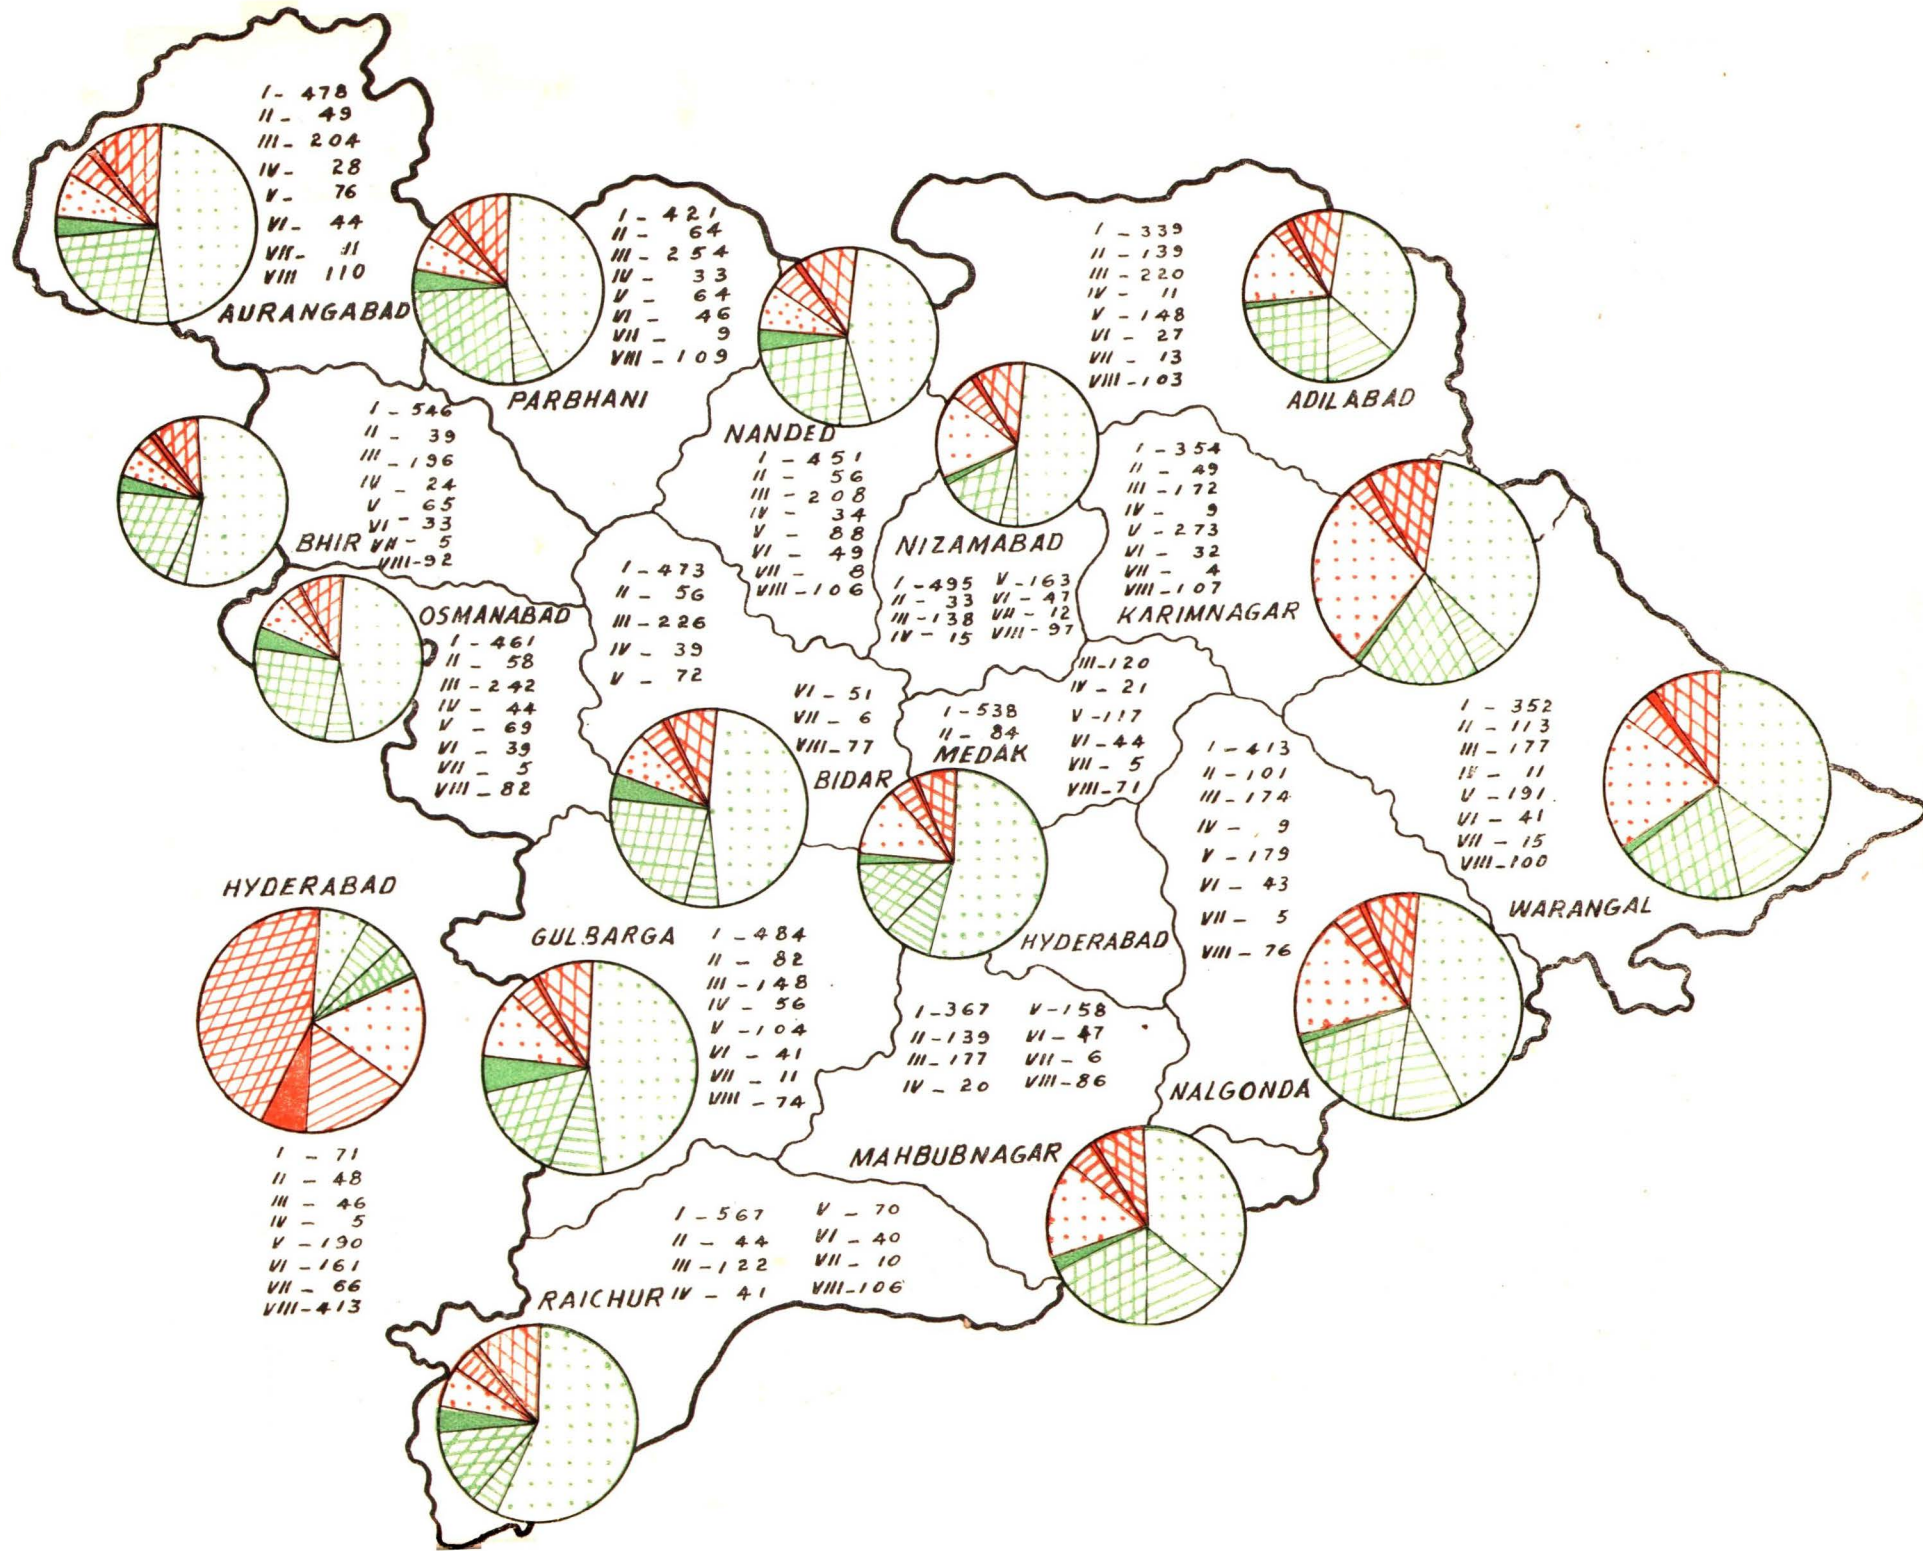 I - 478
II - 49
III - 204
IV - 28
V - 76
VI - 44
VII - 11
VIII 110
AURANGABAD
I - 421
II - 64
III - 254
IV - 33
V - 64
VI - 46
VII - 9
VIII - 109
PARBHANI
I - 339
II - 139
III - 220
IV - 11
V - 148
VI - 27
VII - 13
VIII - 103
ADILABAD
I - 546
II - 39
III - 196
IV - 24
V 65
VI - 33
VII - 5
VIII - 92
BHIR
NANDED
I - 451
II - 56
III - 208
IV - 34
V - 88
VI - 49
VII - 8
VIII - 106
NIZAMABAD
I - 495 V - 163
II - 33 VI - 47
III - 138 VII - 12
IV - 15 VIII - 97
I - 354
II - 49
III - 172
IV - 9
V - 273
VI - 32
VII - 4
VIII - 107
KARIMNAGAR
OSMANABAD
I - 461
II - 58
III - 242
IV - 44
V - 69
VI - 39
VII - 5
VIII - 82
I - 473
II - 56
III - 226
IV - 39
V - 72
VI - 51
VII - 6
VIII - 77
BIDAR
I - 538
II - 84
MEDAK
III - 120
IV - 21
V - 117
VI - 44
VII - 5
VIII - 71
I - 413
II - 101
III - 174
IV - 9
V - 179
VI - 43
VII - 5
VIII - 76
NALGONDA
I - 352
II - 113
III - 177
IV - 11
V - 191
VI - 41
VII - 15
VIII - 100
WARANGAL
HYDERABAD
I - 71
II - 48
III - 46
IV - 5
V - 190
VI - 161
VII - 66
VIII - 413
GULBARGA
I - 484
II - 82
III - 148
IV - 56
V - 104
VI - 41
VII - 11
VIII - 74
HYDERABAD
I - 367 V - 158
II - 139 VI - 47
III - 177 VII - 6
IV - 20 VIII - 86
MAHBUBNAGAR
I - 567 V - 70
II - 44 VI - 40
III - 122 VII - 10
RAICHUR IV - 41 VIII - 106